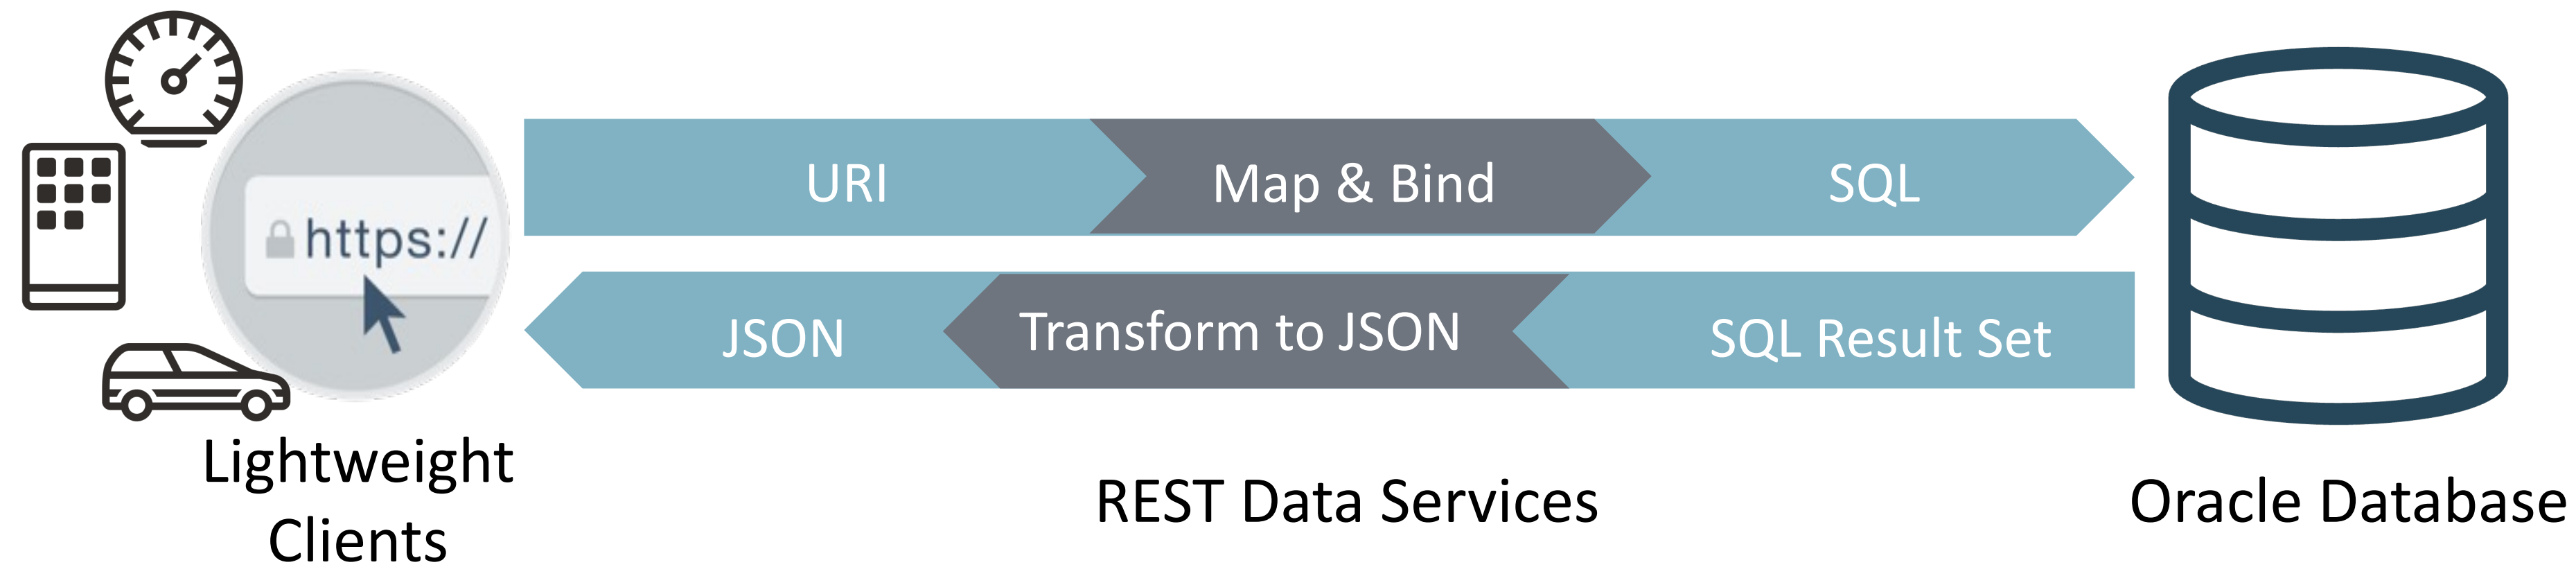 https://
URI
Map & Bind
SQL
JSON
Transform to JSON
SQL Result Set
Lightweight
Clients
REST Data Services
Oracle Database